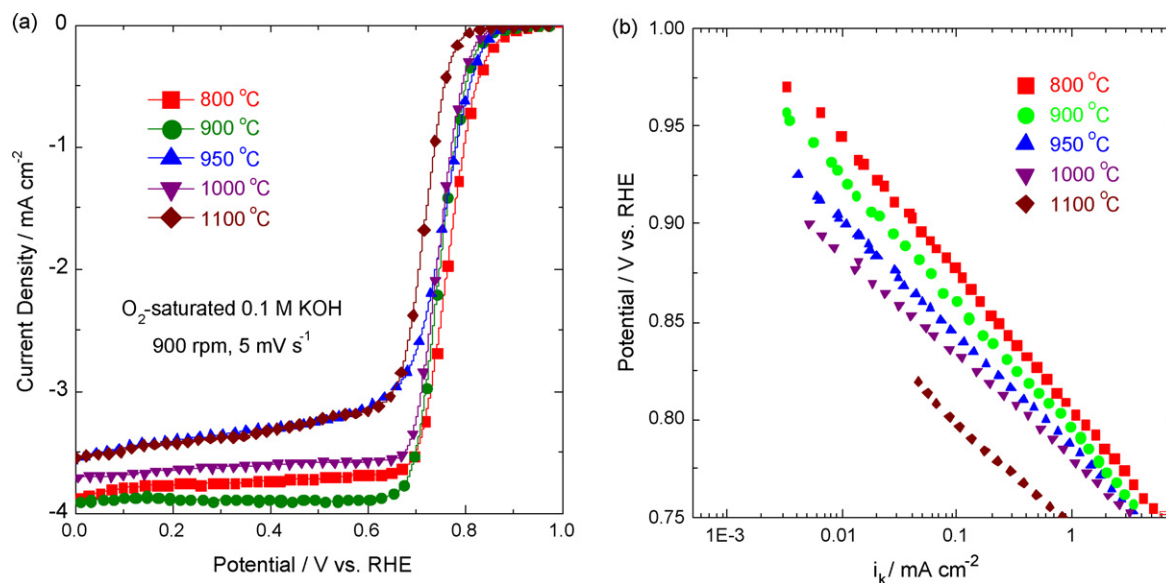 (a)
0
-1
-2
-3
-4
0.0
0.2
0.4
0.6
0.8
1.0
Current Density / mA cm-2
Potential / V vs. RHE
800 °C
900 °C
950 °C
1000 °C
1100 °C
O2-saturated 0.1 M KOH
900 rpm, 5 mV s-1
(b)
0.95
0.90
0.85
0.80
0.75
1E-3
0.01
0.1
1
Potential / V vs. RHE
ik/ mA cm-2
800 °C
900 °C
950 °C
1000 °C
1100 °C